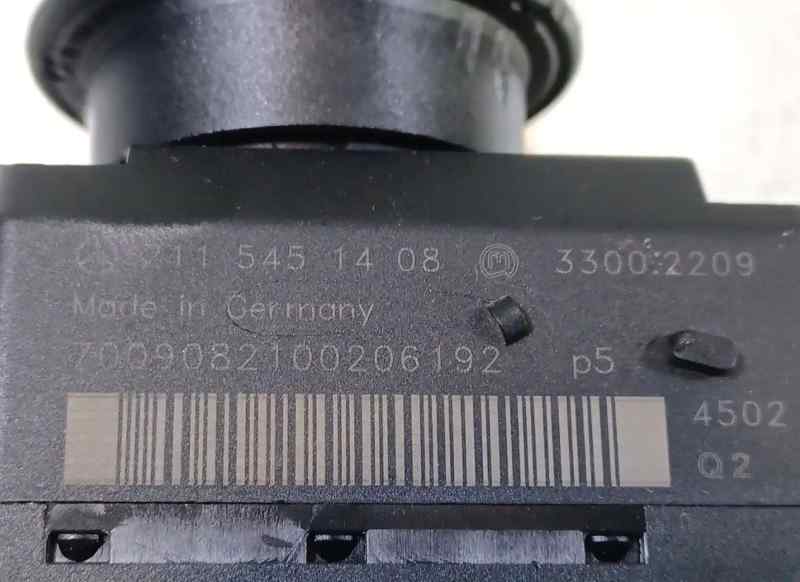 211 545 14 08 3300.2209
Made in Germany
7009082100206192 p5
4502
Q2